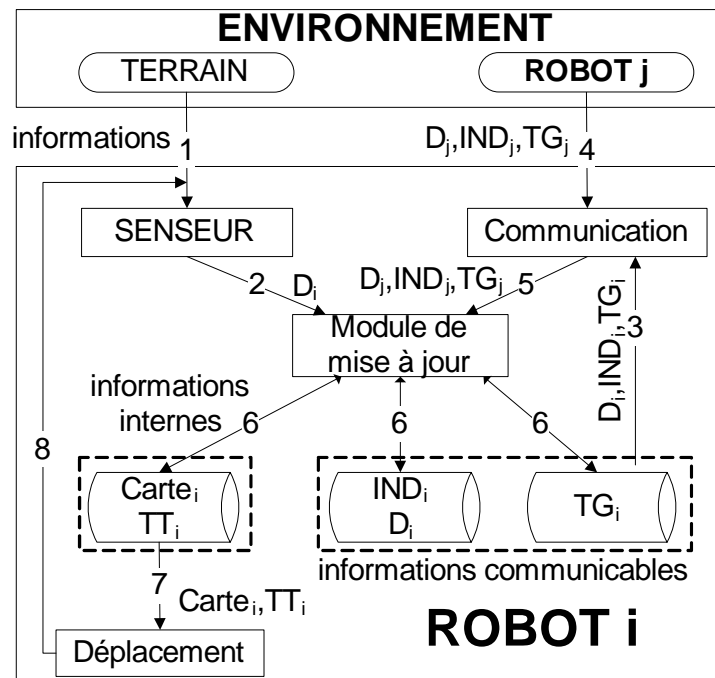 ENVIRONNEMENT
TERRAIN
ROBOT j
informations
1
Dj,INDj,TGj
4
SENSEUR
Communication
2
Di
Dj,INDj,TGj
5
Di,INDi,TGi
3
Module de
mise à jour
informations
internes
6
6
6
8
Cartei
TTi
INDi
Di
TGi
informations communicables
7
Cartei,TTi
Déplacement
ROBOT i